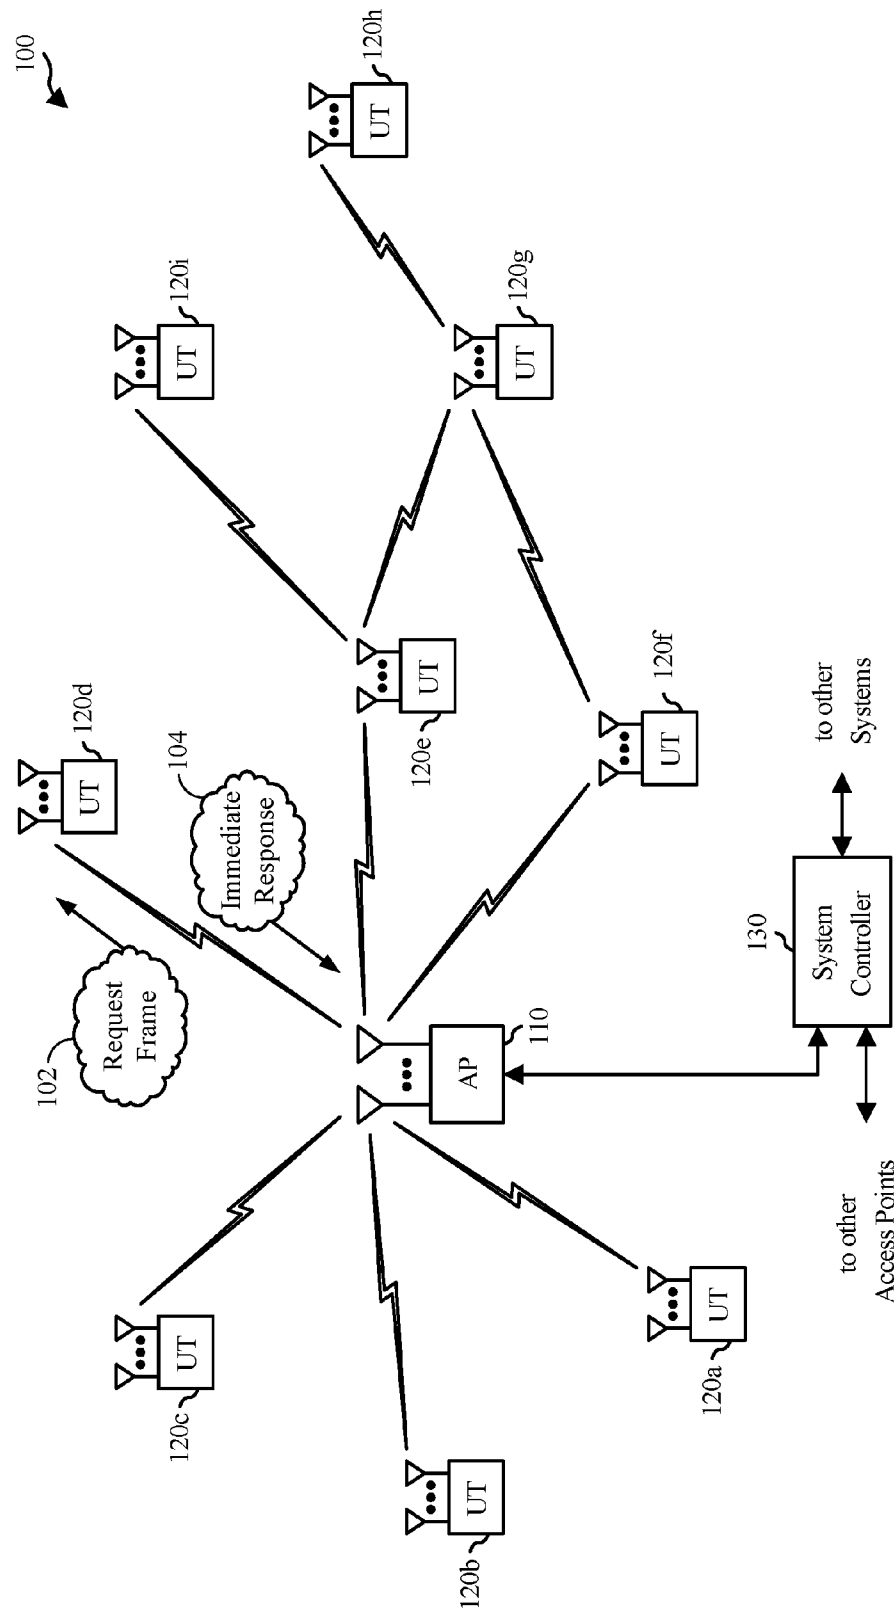 100
120h
UT
120i
UT
120g
UT
120d
UT
104
Immediate
Response
102
Request
Frame
120e
UT
120f
UT
110
AP
120c
UT
120b
UT
120a
UT
130
System
Controller
to other
Systems
to other
Access Points